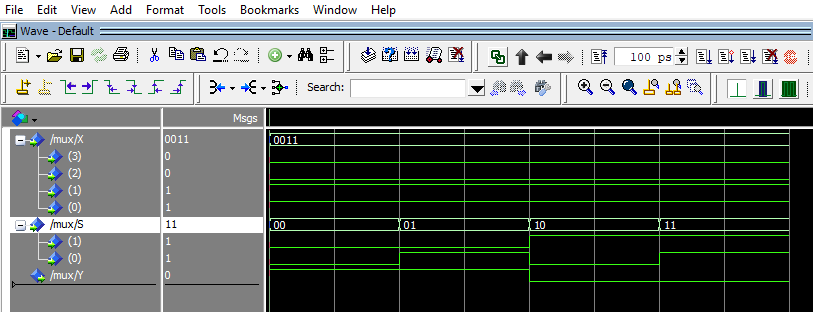 File Edit View Add Format Tools Bookmarks Window Help
Wave - Default
100 ps
Search:
Msgs
/mux/X 0011 0011
(3) 0
(2) 0
(1) 1
(0) 1
/mux/S 11 00 01 10 11
(1) 1
(0) 1
/mux/Y 0